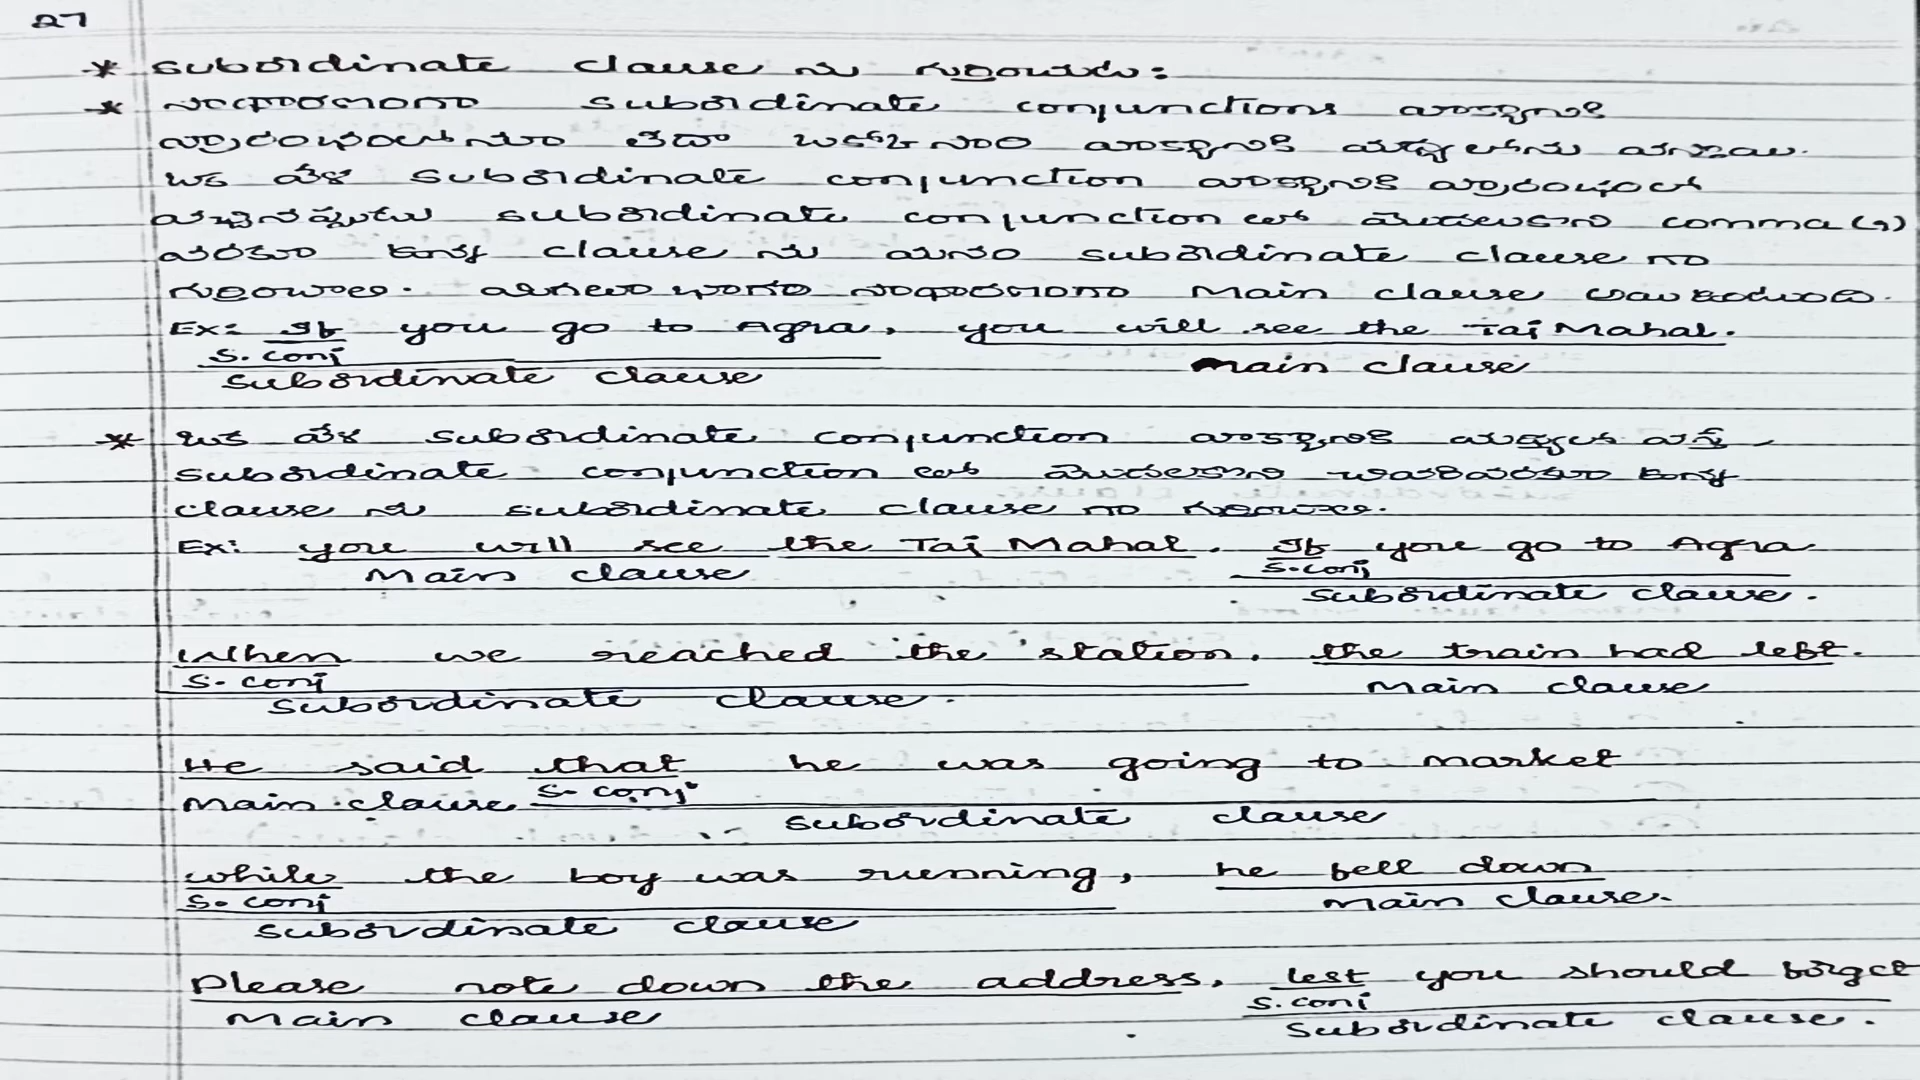 27
* subordinate clause ను గుర్తించుట:
* సాధారణంగా subordinate conjunctions వాక్యానికి
ప్రారంభంలోనూ లేదా వాక్యానికి మధ్యలోను వచ్చును.
ఒక వేళ subordinate conjunction వాక్యానికి ప్రారంభంలో
వచ్చినప్పుడు subordinate conjunction తో మొదలుకొని comma (,)
వరకు ఉన్న clause ను మనం subordinate clause గా
గుర్తించాలి. మిగిలిన భాగం సాధారణంగా Main clause అయి ఉంటుంది.
Ex: If you go to Agra, you will see the Taj Mahal.
s. conj
subordinate clause main clause
* ఒక వేళ subordinate conjunction వాక్యానికి మధ్యలో వస్తే,
subordinate conjunction తో మొదలుకొని చివరి వరకు ఉన్న
clause ను subordinate clause గా గుర్తించాలి.
Ex: you will see the Taj Mahal. If you go to Agra
Main clause s.conj
subordinate clause.
When we reached the station, the train had left.
s. conj main clause
subordinate clause.
He said that he was going to market
main clause s. conj.
subordinate clause
while the boy was running, he fell down
s. conj main clause.
subordinate clause
Please note down the address, lest you should forget
main clause s. conj
subordinate clause.